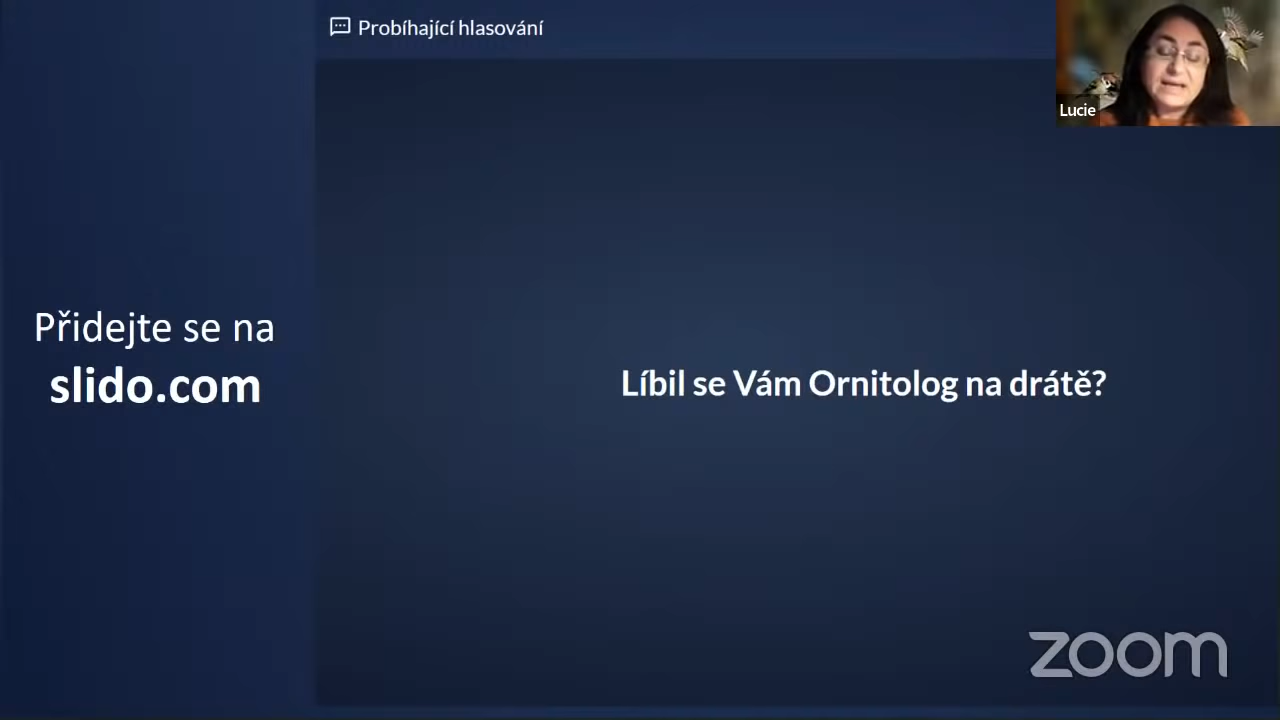 Probíhající hlasování
Lucie
Přidejte se na
slido.com
Líbil se Vám Ornitolog na drátě?
zoom